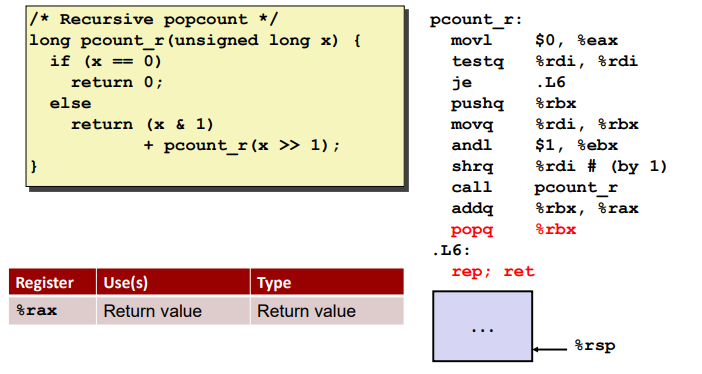 /* Recursive popcount */
long pcount_r(unsigned long x) {
  if (x == 0)
    return 0;
  else
    return (x & 1)
           + pcount_r(x >> 1);
}
pcount_r:
  movl    $0, %eax
  testq   %rdi, %rdi
  je      .L6
  pushq   %rbx
  movq    %rdi, %rbx
  andl    $1, %ebx
  shrq    %rdi # (by 1)
  call    pcount_r
  addq    %rbx, %rax
  popq    %rbx
.L6:
  rep; ret
Register Use(s) Type
%rax Return value Return value
...
%rsp